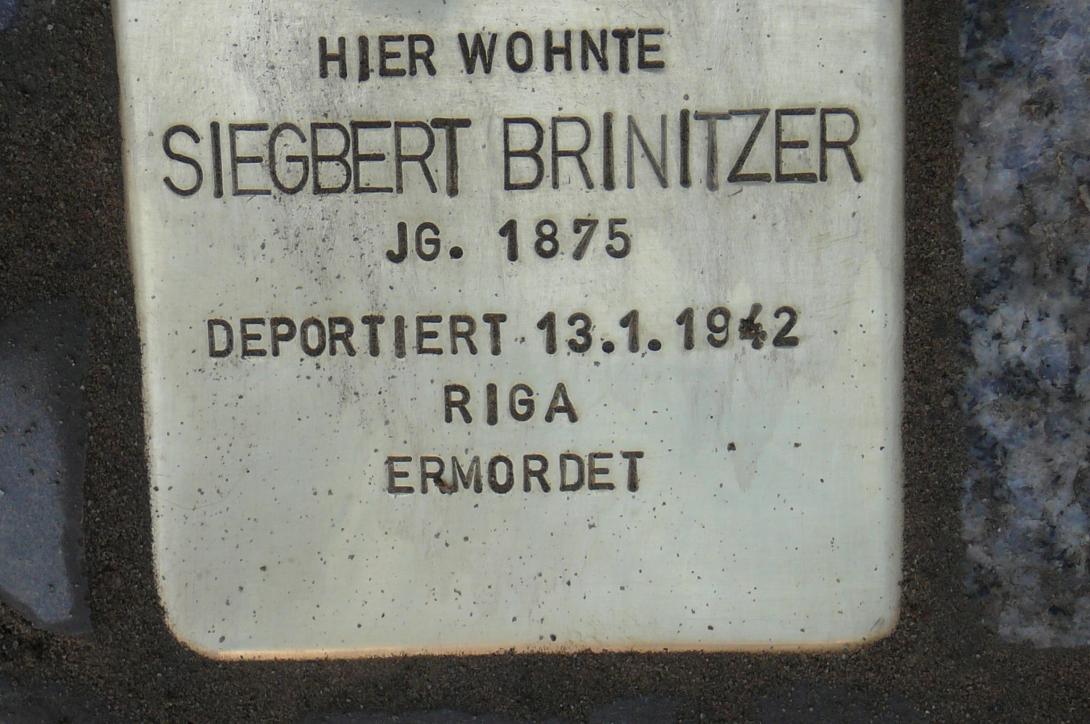 HIER WOHNTE
SIEGBERT BRINITZER
JG. 1875
DEPORTIERT 13.1.1942
RIGA
ERMORDET